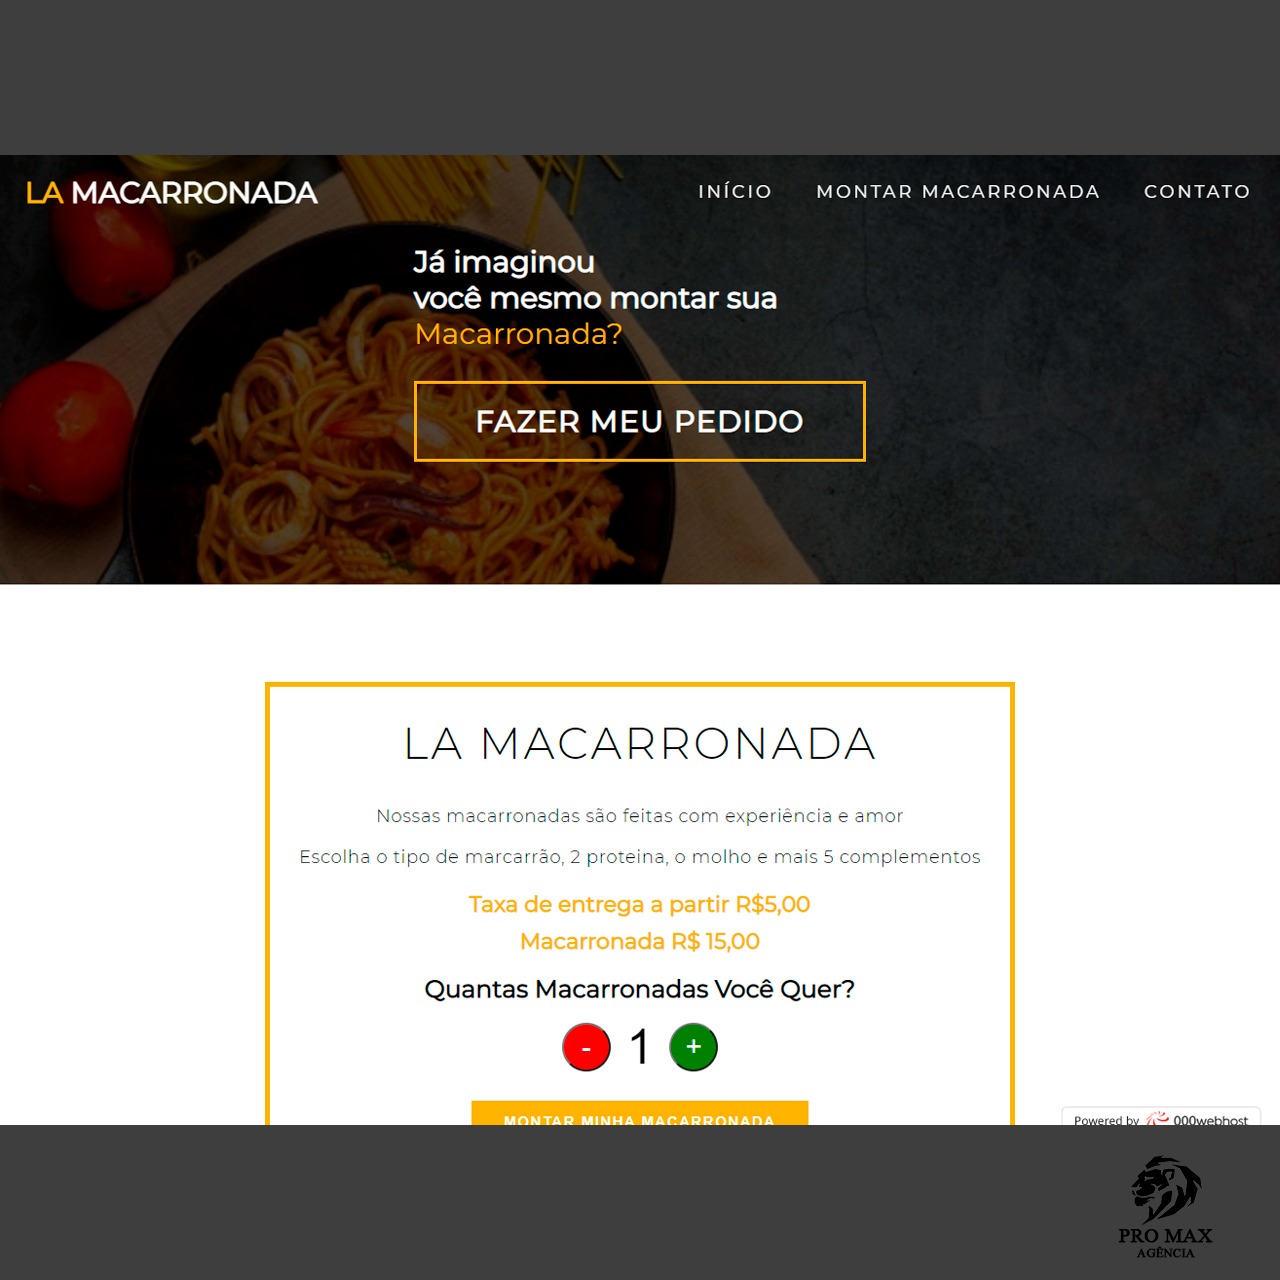 LA MACARRONADA
INÍCIO MONTAR MACARRONADA CONTATO
Já imaginou
você mesmo montar sua
Macarronada?
FAZER MEU PEDIDO
LA MACARRONADA
Nossas macarronadas são feitas com experiência e amor
Escolha o tipo de marcarrão, 2 proteina, o molho e mais 5 complementos
Taxa de entrega a partir R$5,00
Macarronada R$ 15,00
Quantas Macarronadas Você Quer?
- 1 +
MONTAR MINHA MACARRONADA
Powered by 000webhost
PRO MAX
AGÊNCIA